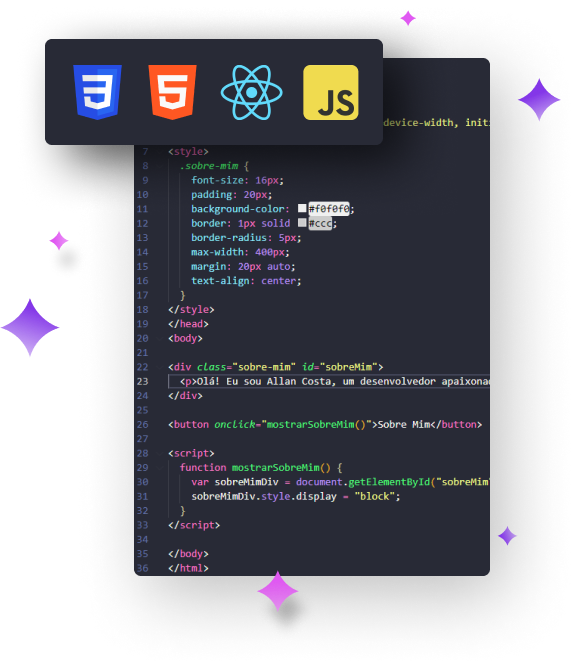 JS
device-width, initi
7 <style>
8 .sobre-mim {
9 font-size: 16px;
10 padding: 20px;
11 background-color: #f0f0f0;
12 border: 1px solid #ccc;
13 border-radius: 5px;
14 max-width: 400px;
15 margin: 20px auto;
16 text-align: center;
17 }
18 </style>
19 </head>
20 <body>
21
22 <div class="sobre-mim" id="sobreMim">
23 <p>Olá! Eu sou Allan Costa, um desenvolvedor apaixonad
24 </div>
25
26 <button onclick="mostrarSobreMim()">Sobre Mim</button>
27
28 <script>
29 function mostrarSobreMim() {
30 var sobreMimDiv = document.getElementById("sobreMim"
31 sobreMimDiv.style.display = "block";
32 }
33 </script>
34
35 </body>
36 </html>